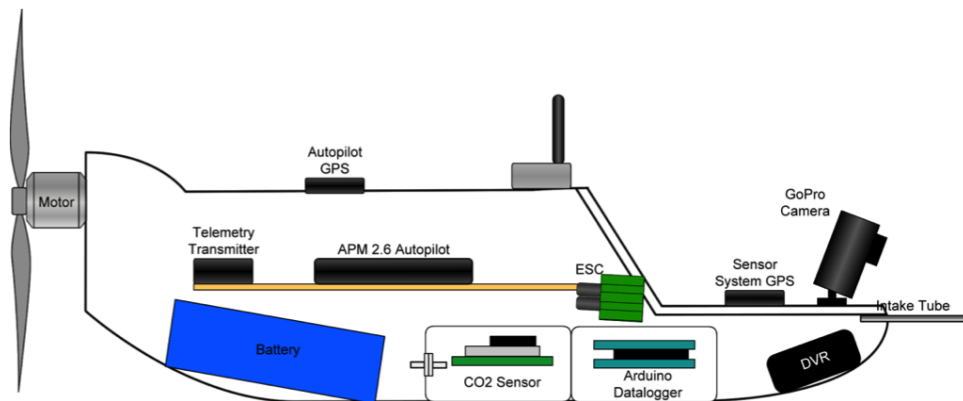 Autopilot
GPS
Motor
GoPro
Camera
Telemetry
Transmitter
APM 2.6 Autopilot
ESC
Sensor
System GPS
Intake Tube
Battery
CO2 Sensor
Arduino
Datalogger
DVR